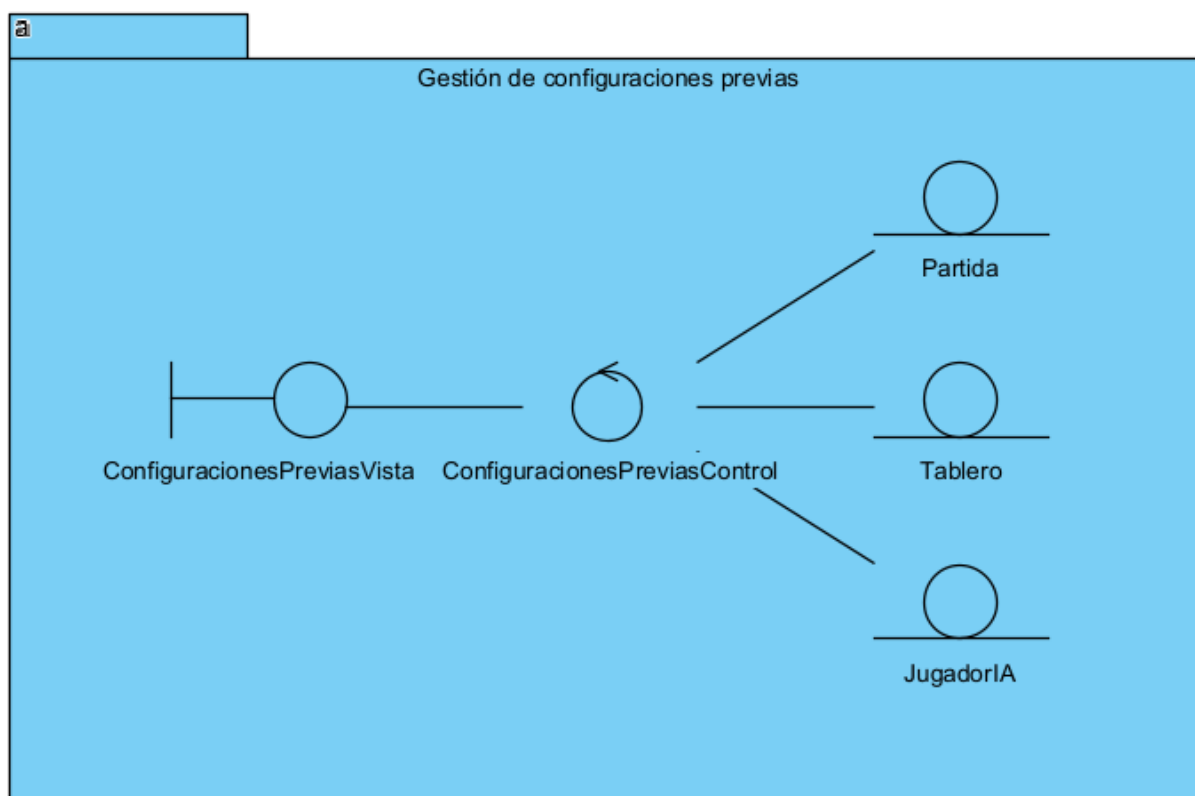 a
Gestión de configuraciones previas
Partida
ConfiguracionesPreviasVista
ConfiguracionesPreviasControl
Tablero
JugadorIA